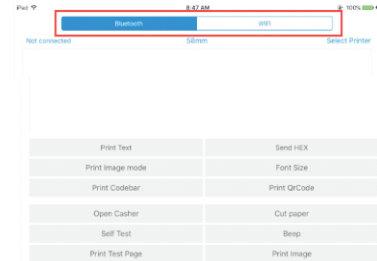 iPad 8:47 AM 100%
Bluetooth WIFI
Not connected 58mm Select Printer
Print Text Send HEX
Print Image mode Font Size
Print Codebar Print QrCode
Open Casher Cut paper
Self Test Beep
Print Test Page Print Image